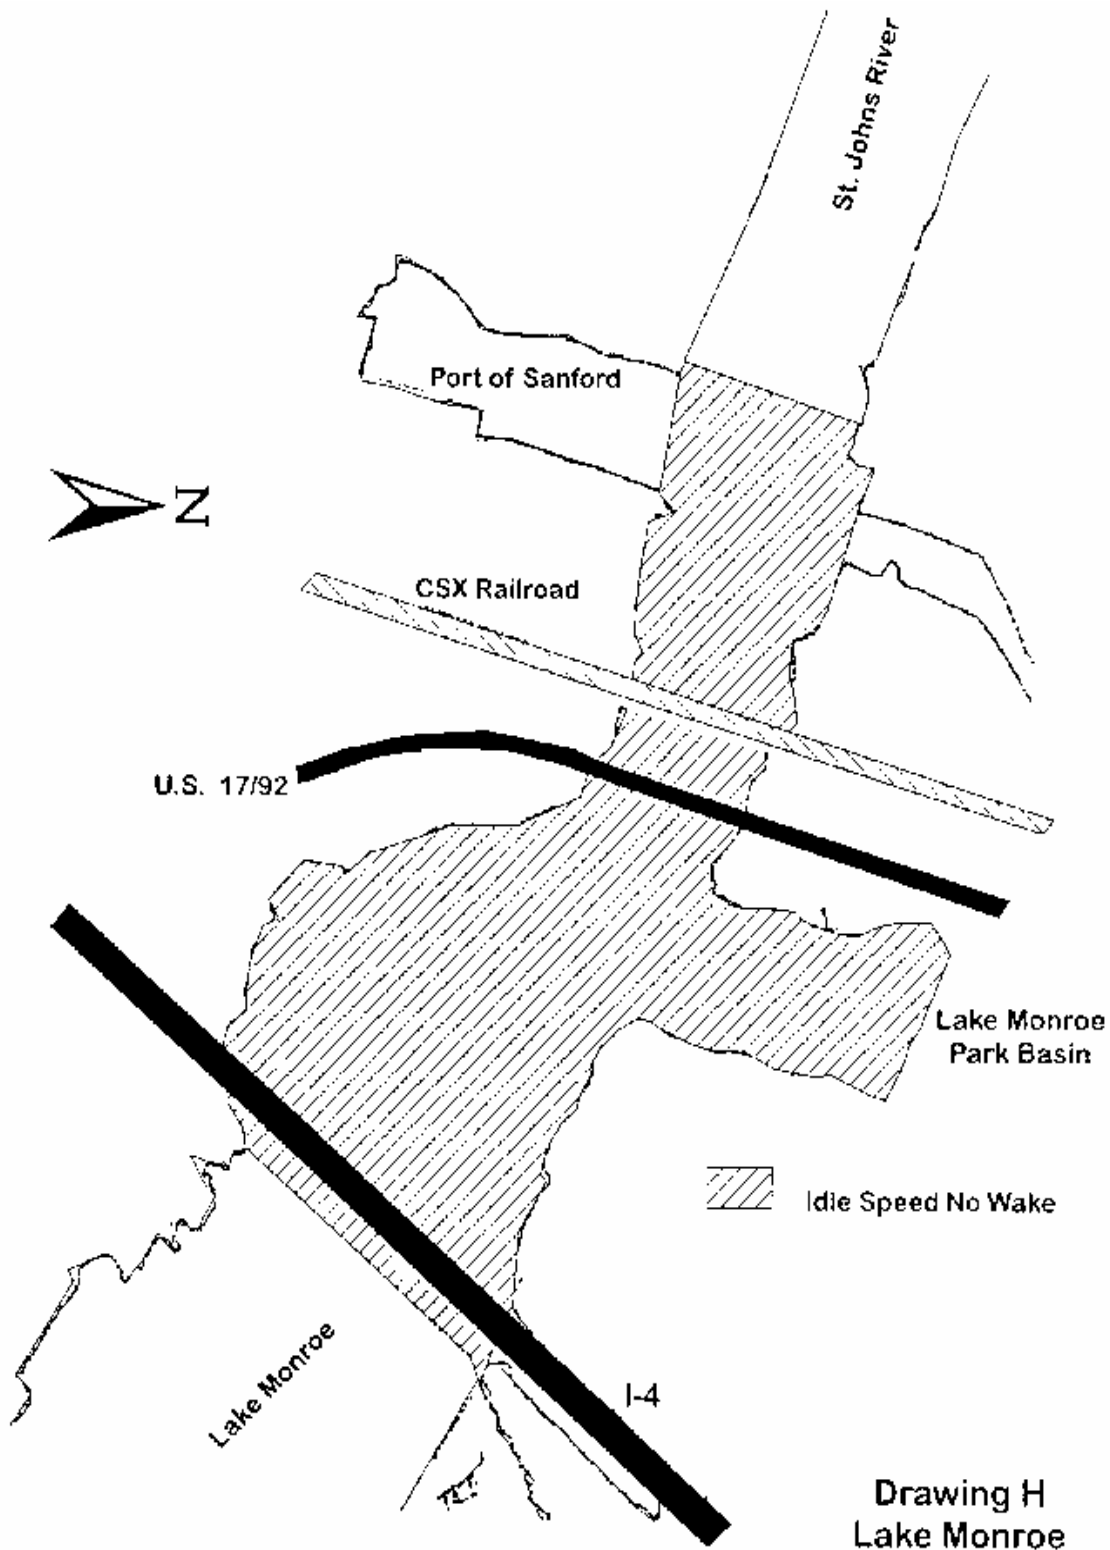 St. Johns River
Port of Sanford
N
CSX Railroad
U.S. 17/92
Lake Monroe
Park Basin
Idle Speed No Wake
Lake Monroe
I-4
Drawing H
Lake Monroe